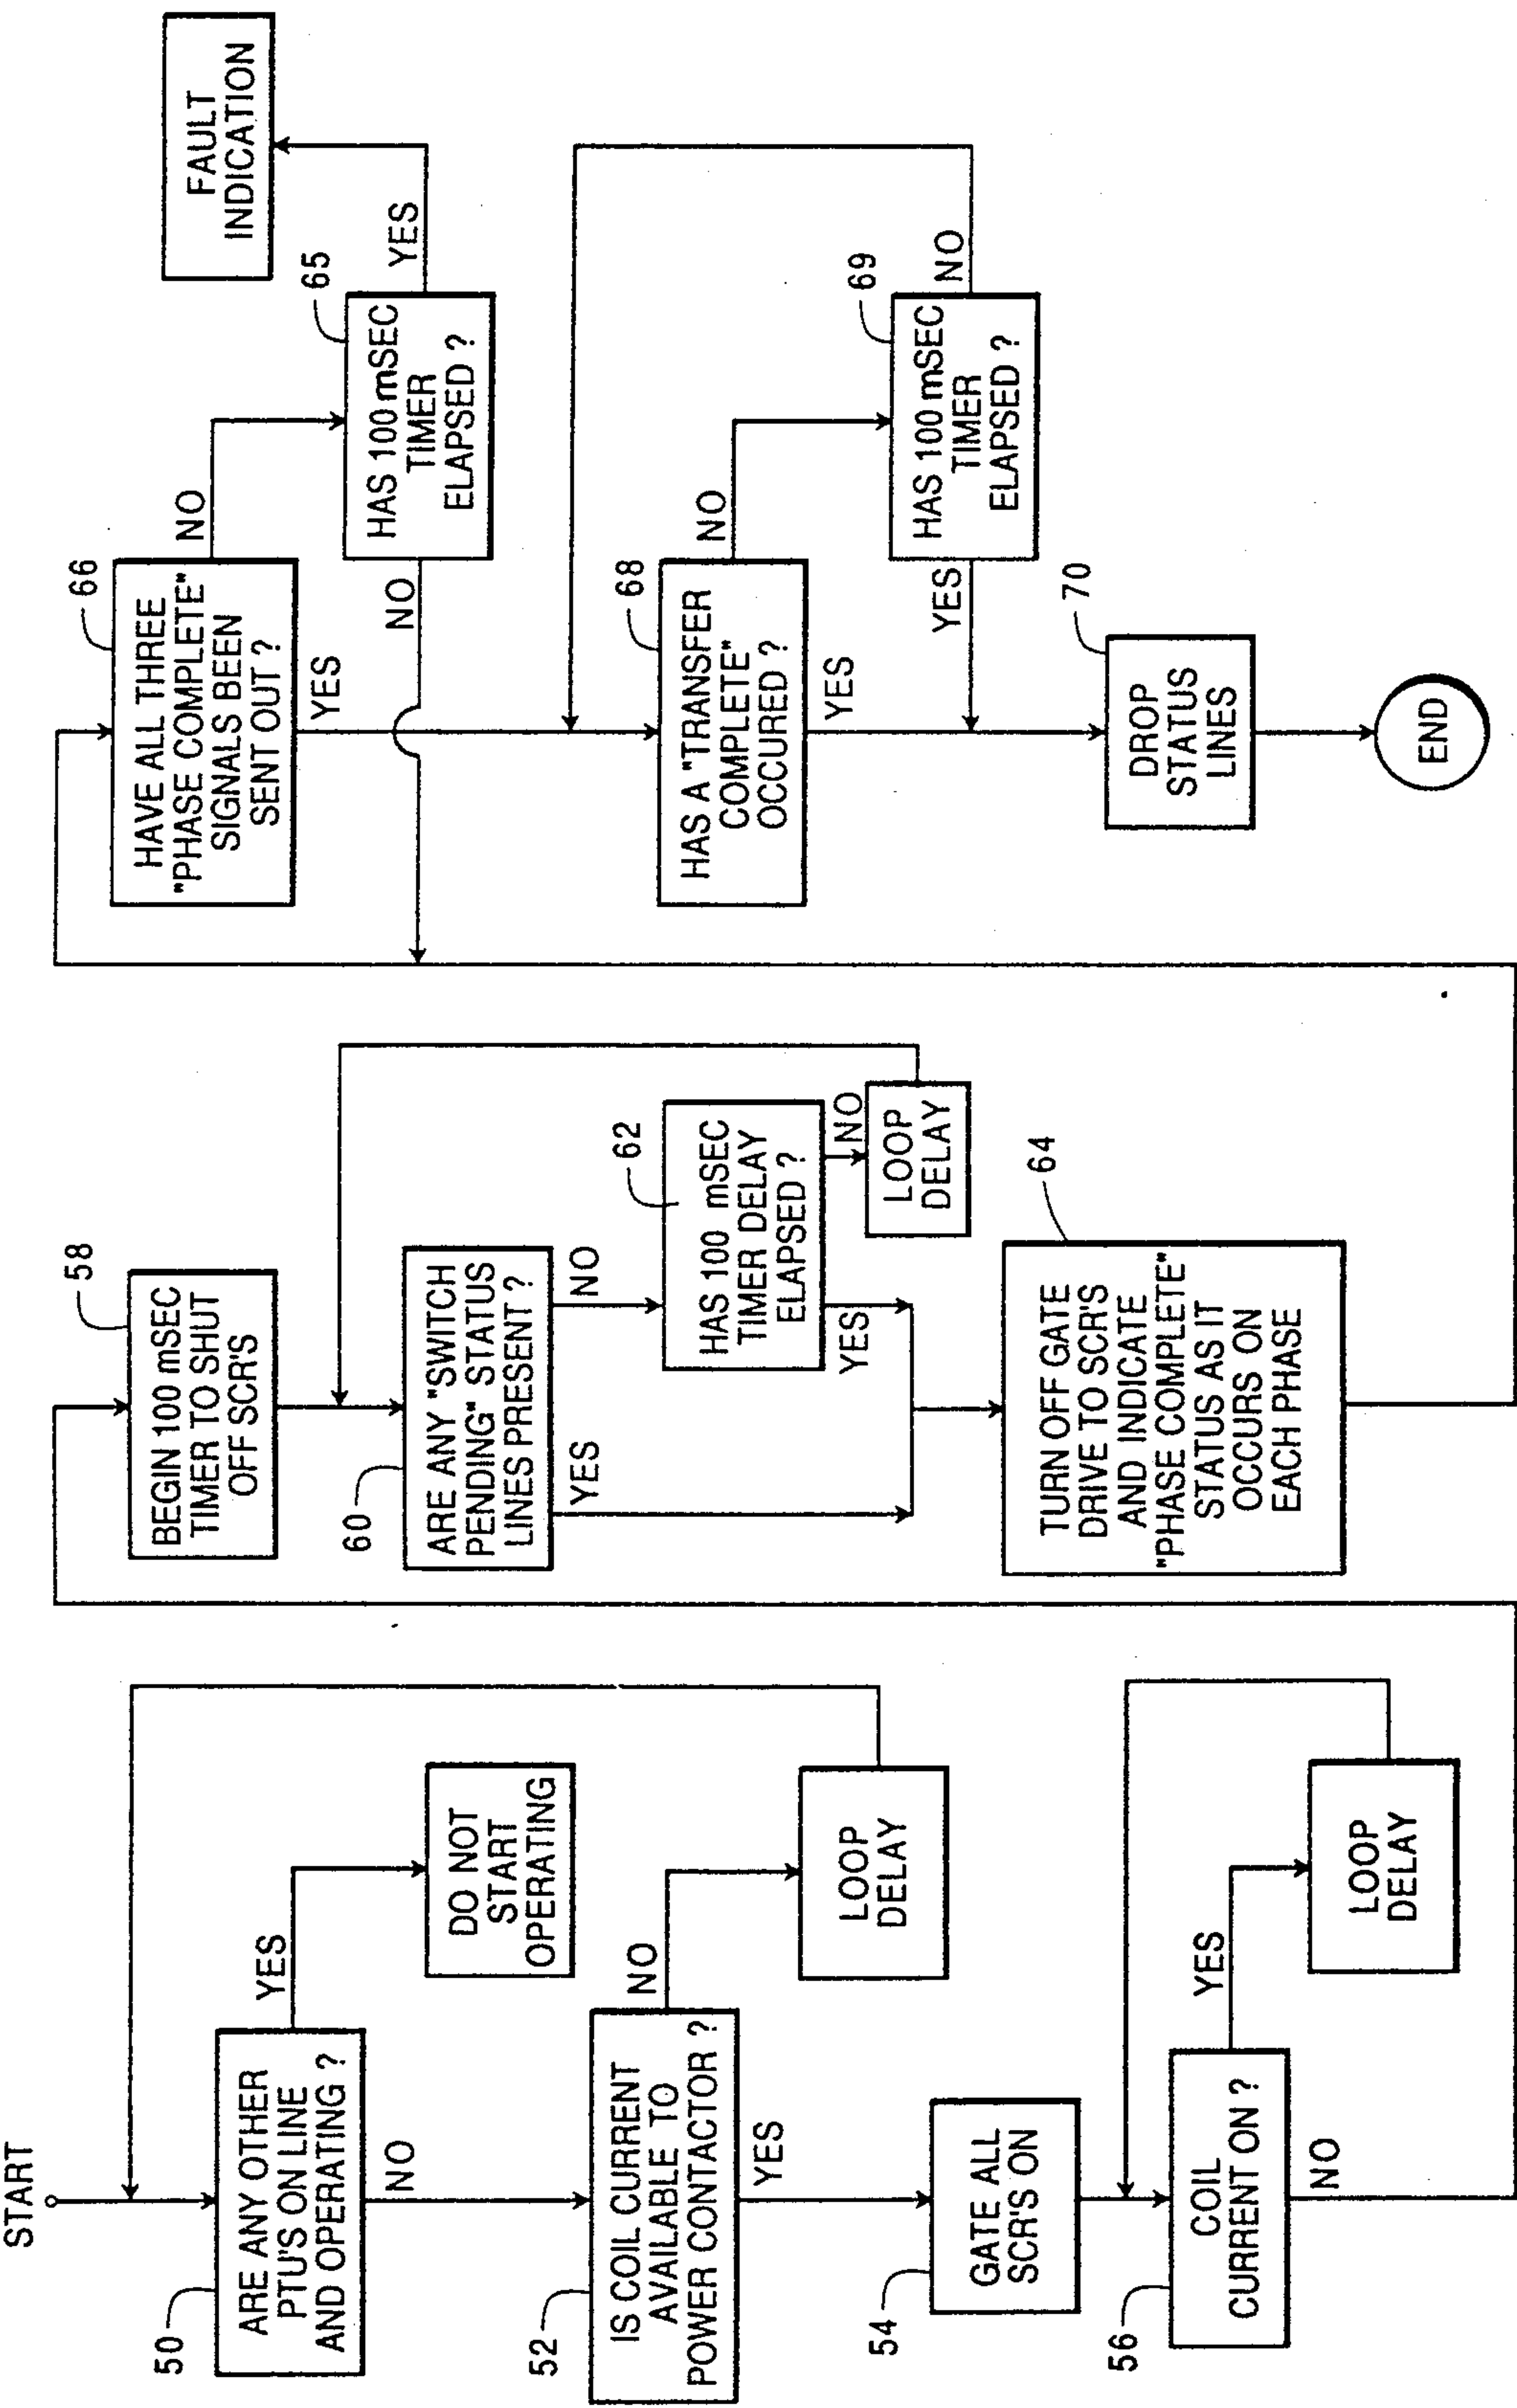 START
50
ARE ANY OTHER
PTU'S ON LINE
AND OPERATING ?
YES
DO NOT
START
OPERATING
NO
52
IS COIL CURRENT
AVAILABLE TO
POWER CONTACTOR ?
NO
LOOP
DELAY
YES
54
GATE ALL
SCR'S ON
56
COIL
CURRENT ON ?
YES
LOOP
DELAY
NO
58
BEGIN 100 mSEC
TIMER TO SHUT
OFF SCR'S
60
ARE ANY "SWITCH
PENDING" STATUS
LINES PRESENT ?
YES
NO
62
HAS 100 mSEC
TIMER DELAY
ELAPSED ?
YES
NO
LOOP
DELAY
64
TURN OFF GATE
DRIVE TO SCR'S
AND INDICATE
"PHASE COMPLETE"
STATUS AS IT
OCCURS ON
EACH PHASE
66
HAVE ALL THREE
"PHASE COMPLETE"
SIGNALS BEEN
SENT OUT ?
NO
YES
65
HAS 100 mSEC
TIMER
ELAPSED ?
NO
YES
FAULT
INDICATION
68
HAS A "TRANSFER
COMPLETE"
OCCURED ?
NO
YES
69
HAS 100 mSEC
TIMER
ELAPSED ?
YES
NO
70
DROP
STATUS
LINES
END